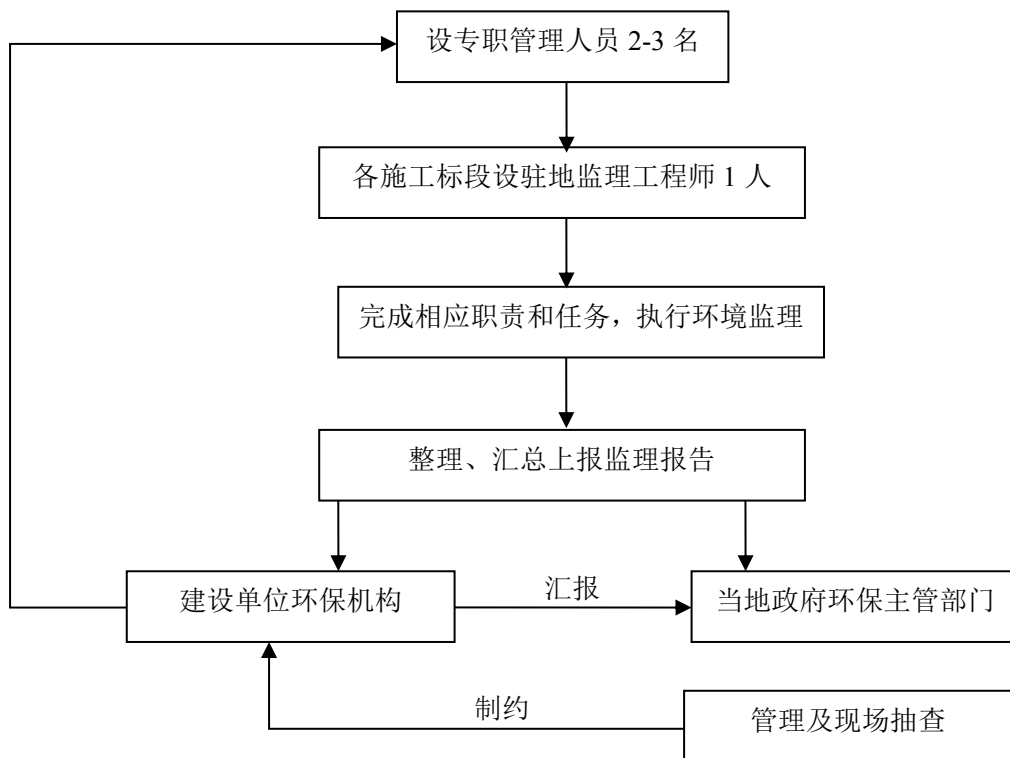 设专职管理人员 2-3 名
各施工标段设驻地监理工程师 1 人
完成相应职责和任务，执行环境监理
整理、汇总上报监理报告
建设单位环保机构
汇报
当地政府环保主管部门
制约
管理及现场抽查